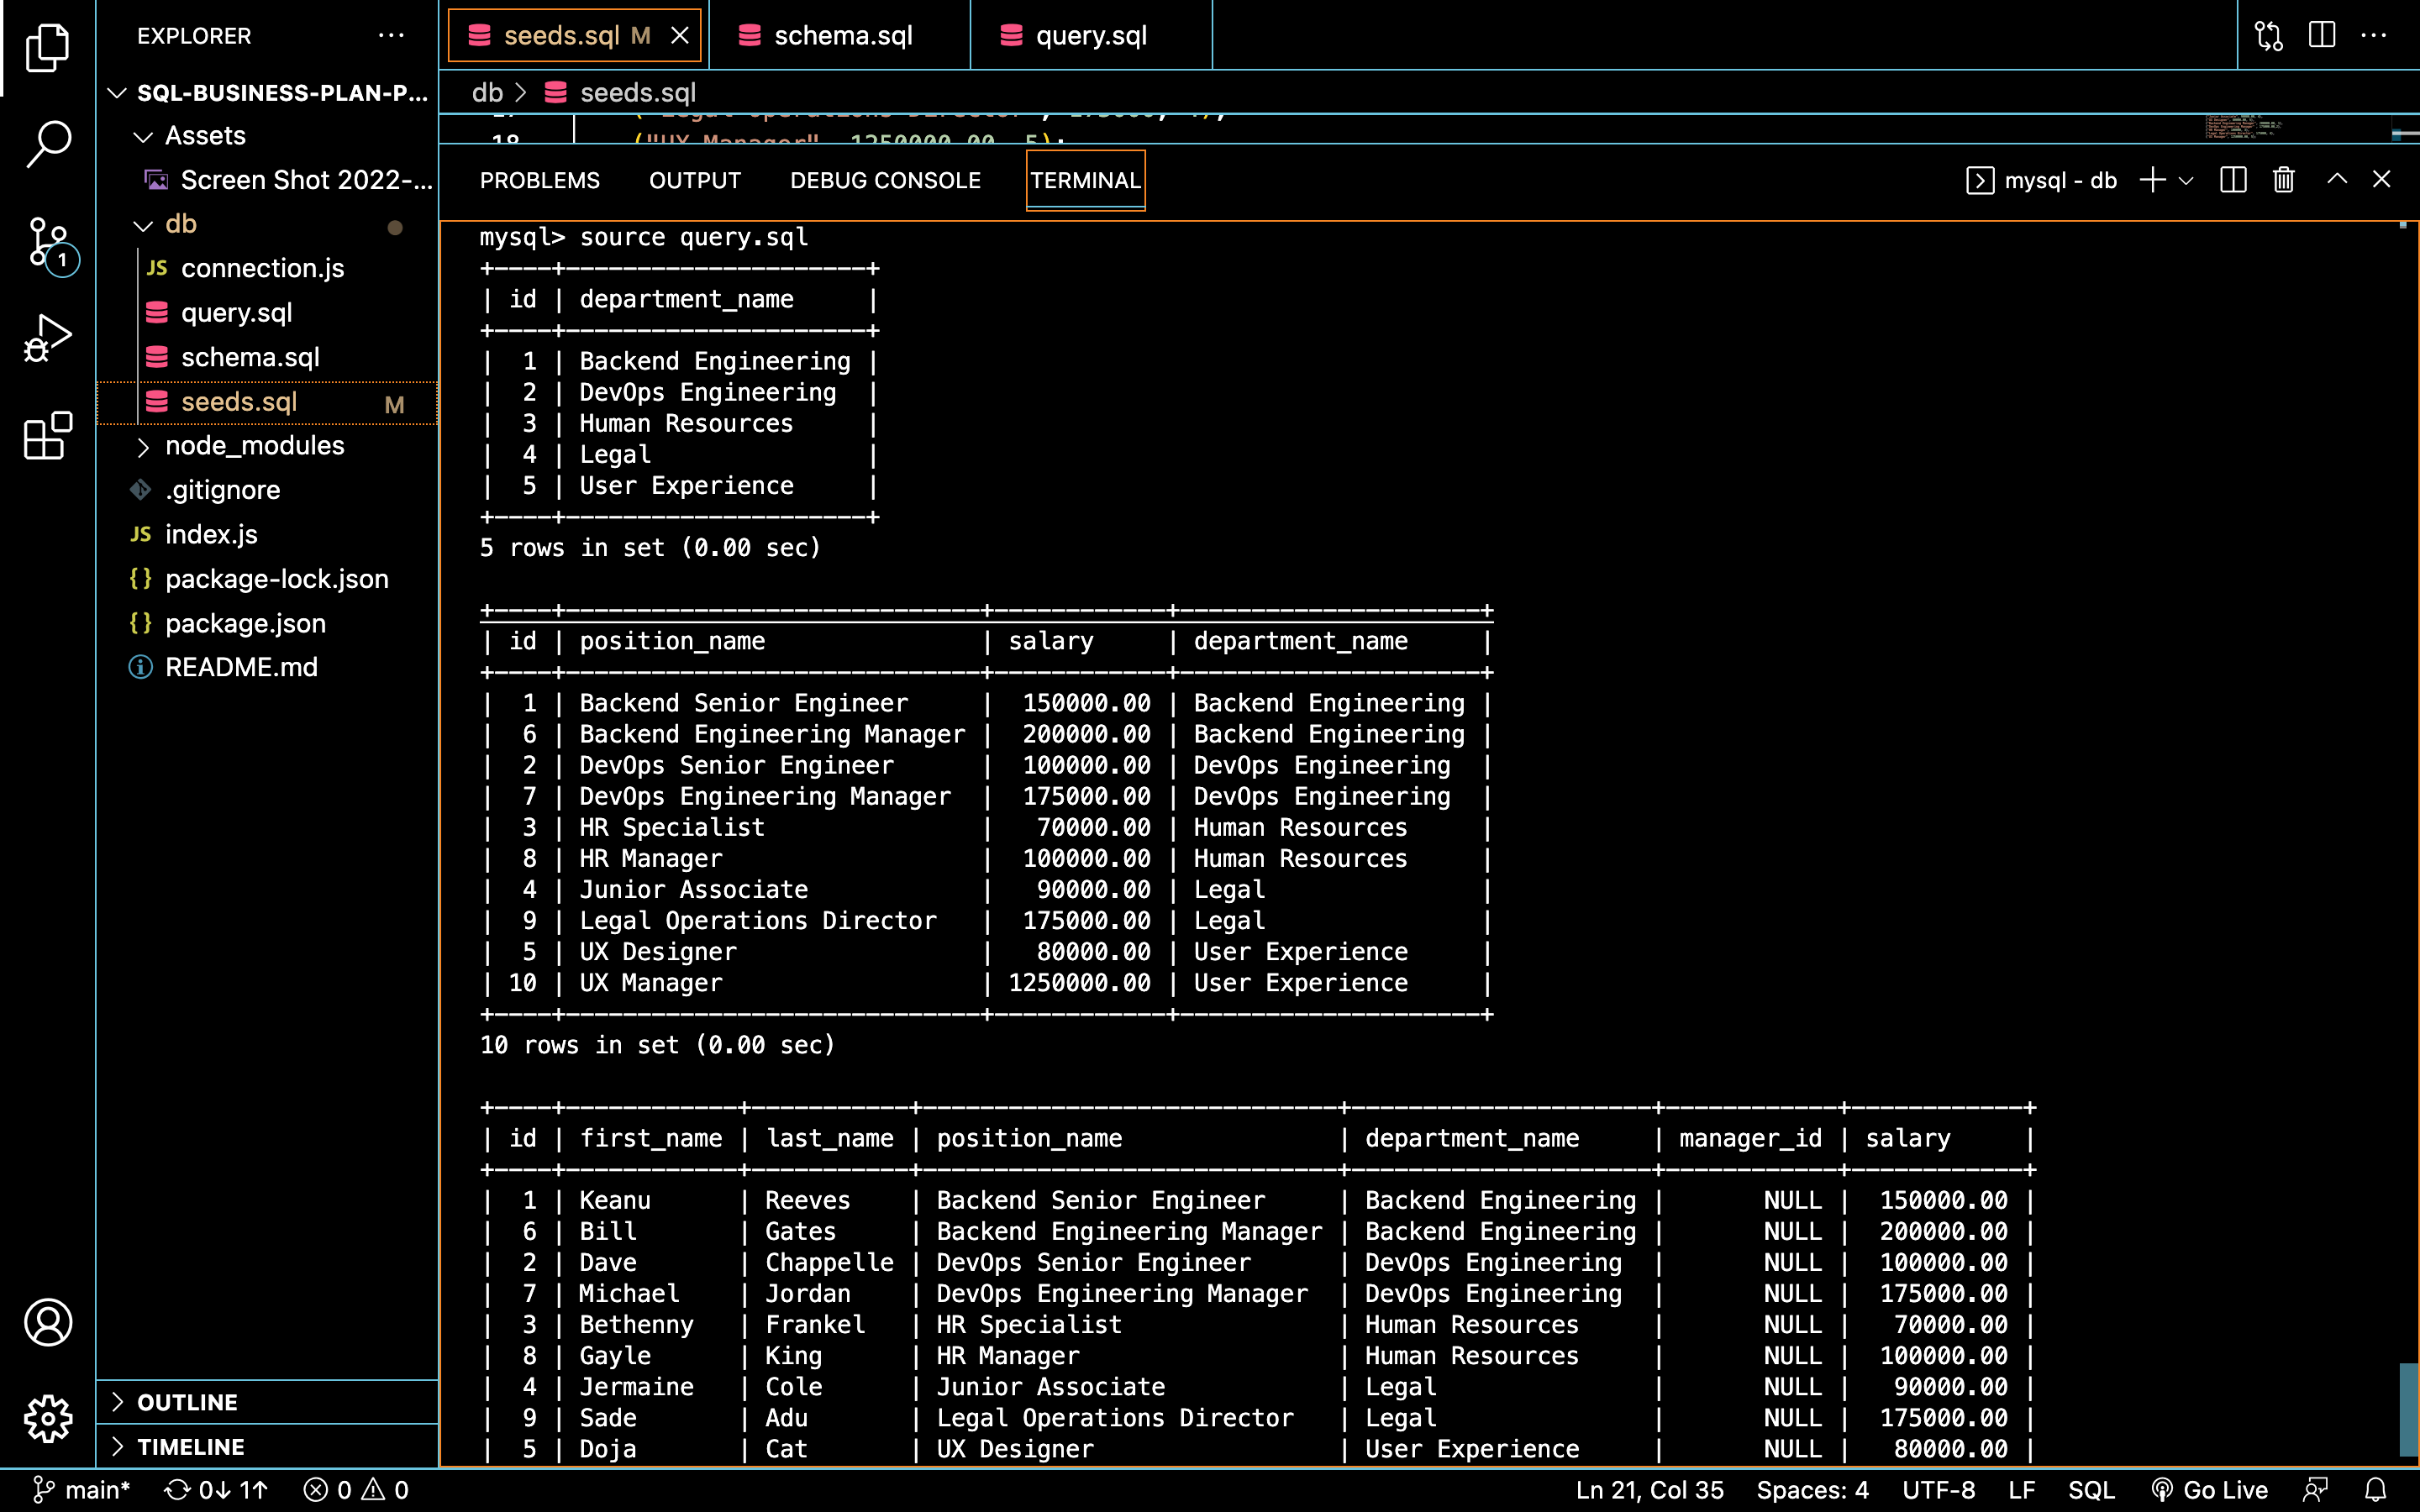 EXPLORER
SQL-BUSINESS-PLAN-P...
Assets
Screen Shot 2022-...
db
JS connection.js
query.sql
schema.sql
seeds.sql M
node_modules
.gitignore
JS index.js
{ } package-lock.json
{ } package.json
README.md
OUTLINE
TIMELINE
1
seeds.sql M
schema.sql
query.sql
db > seeds.sql
18 ("UX Manager", 1250000.00, 5);
PROBLEMS OUTPUT DEBUG CONSOLE TERMINAL
mysql - db
mysql> source query.sql
+----+---------------------+
| id | department_name     |
+----+---------------------+
|  1 | Backend Engineering |
|  2 | DevOps Engineering  |
|  3 | Human Resources     |
|  4 | Legal               |
|  5 | User Experience     |
+----+---------------------+
5 rows in set (0.00 sec)
+----+-----------------------------+------------+---------------------+
| id | position_name               | salary     | department_name     |
+----+-----------------------------+------------+---------------------+
|  1 | Backend Senior Engineer     |  150000.00 | Backend Engineering |
|  6 | Backend Engineering Manager |  200000.00 | Backend Engineering |
|  2 | DevOps Senior Engineer      |  100000.00 | DevOps Engineering  |
|  7 | DevOps Engineering Manager  |  175000.00 | DevOps Engineering  |
|  3 | HR Specialist               |   70000.00 | Human Resources     |
|  8 | HR Manager                  |  100000.00 | Human Resources     |
|  4 | Junior Associate            |   90000.00 | Legal               |
|  9 | Legal Operations Director   |  175000.00 | Legal               |
|  5 | UX Designer                 |   80000.00 | User Experience     |
| 10 | UX Manager                  | 1250000.00 | User Experience     |
+----+-----------------------------+------------+---------------------+
10 rows in set (0.00 sec)
+----+------------+-----------+-----------------------------+---------------------+------------+------------+
| id | first_name | last_name | position_name               | department_name     | manager_id | salary     |
+----+------------+-----------+-----------------------------+---------------------+------------+------------+
|  1 | Keanu      | Reeves    | Backend Senior Engineer     | Backend Engineering |       NULL |  150000.00 |
|  6 | Bill       | Gates     | Backend Engineering Manager | Backend Engineering |       NULL |  200000.00 |
|  2 | Dave       | Chappelle | DevOps Senior Engineer      | DevOps Engineering  |       NULL |  100000.00 |
|  7 | Michael    | Jordan    | DevOps Engineering Manager  | DevOps Engineering  |       NULL |  175000.00 |
|  3 | Bethenny   | Frankel   | HR Specialist               | Human Resources     |       NULL |   70000.00 |
|  8 | Gayle      | King      | HR Manager                  | Human Resources     |       NULL |  100000.00 |
|  4 | Jermaine   | Cole      | Junior Associate            | Legal               |       NULL |   90000.00 |
|  9 | Sade       | Adu       | Legal Operations Director   | Legal               |       NULL |  175000.00 |
|  5 | Doja       | Cat       | UX Designer                 | User Experience     |       NULL |   80000.00 |
main* 0↓ 1↑ 0 0 Ln 21, Col 35 Spaces: 4 UTF-8 LF SQL Go Live